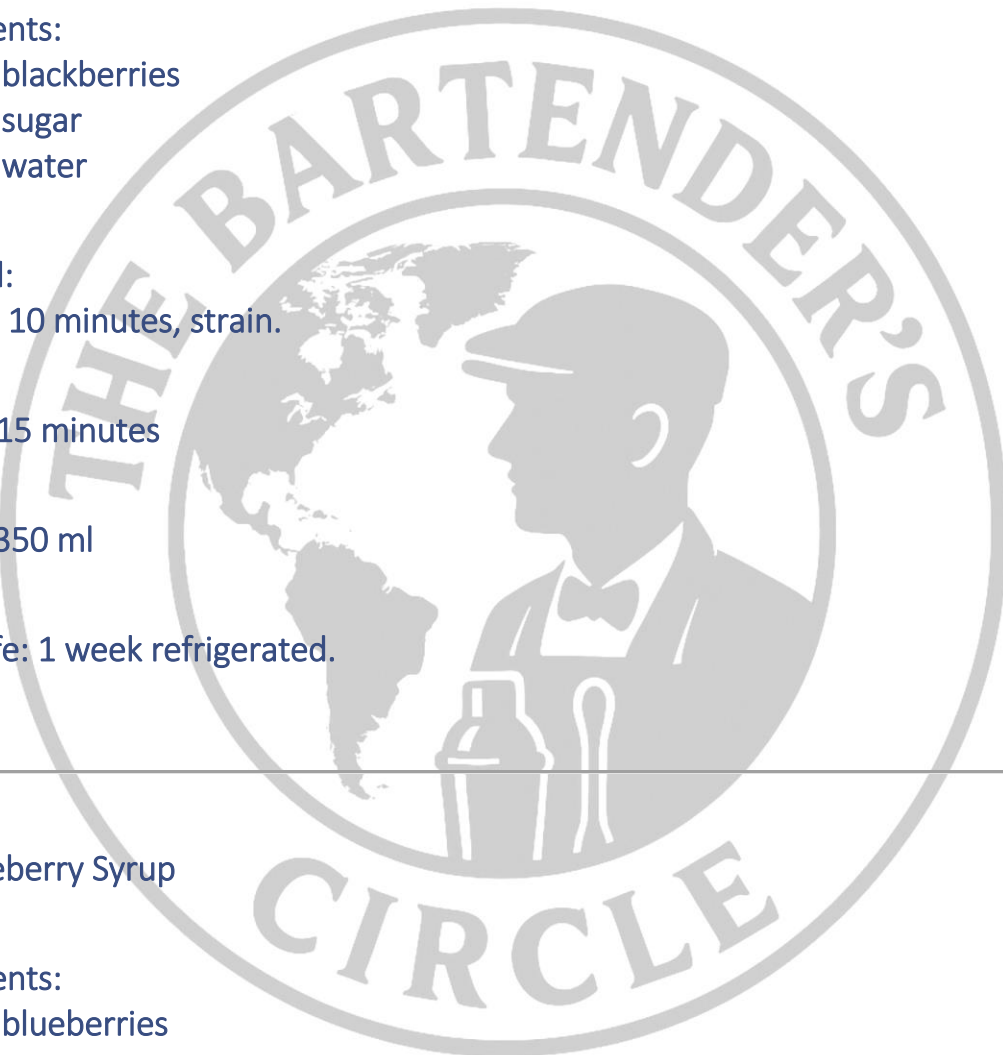 ents:
blackberries
sugar
water
:
10 minutes, strain.
15 minutes
350 ml
fe: 1 week refrigerated.
eberry Syrup
ents:
blueberries
THE BARTENDER'S
CIRCLE